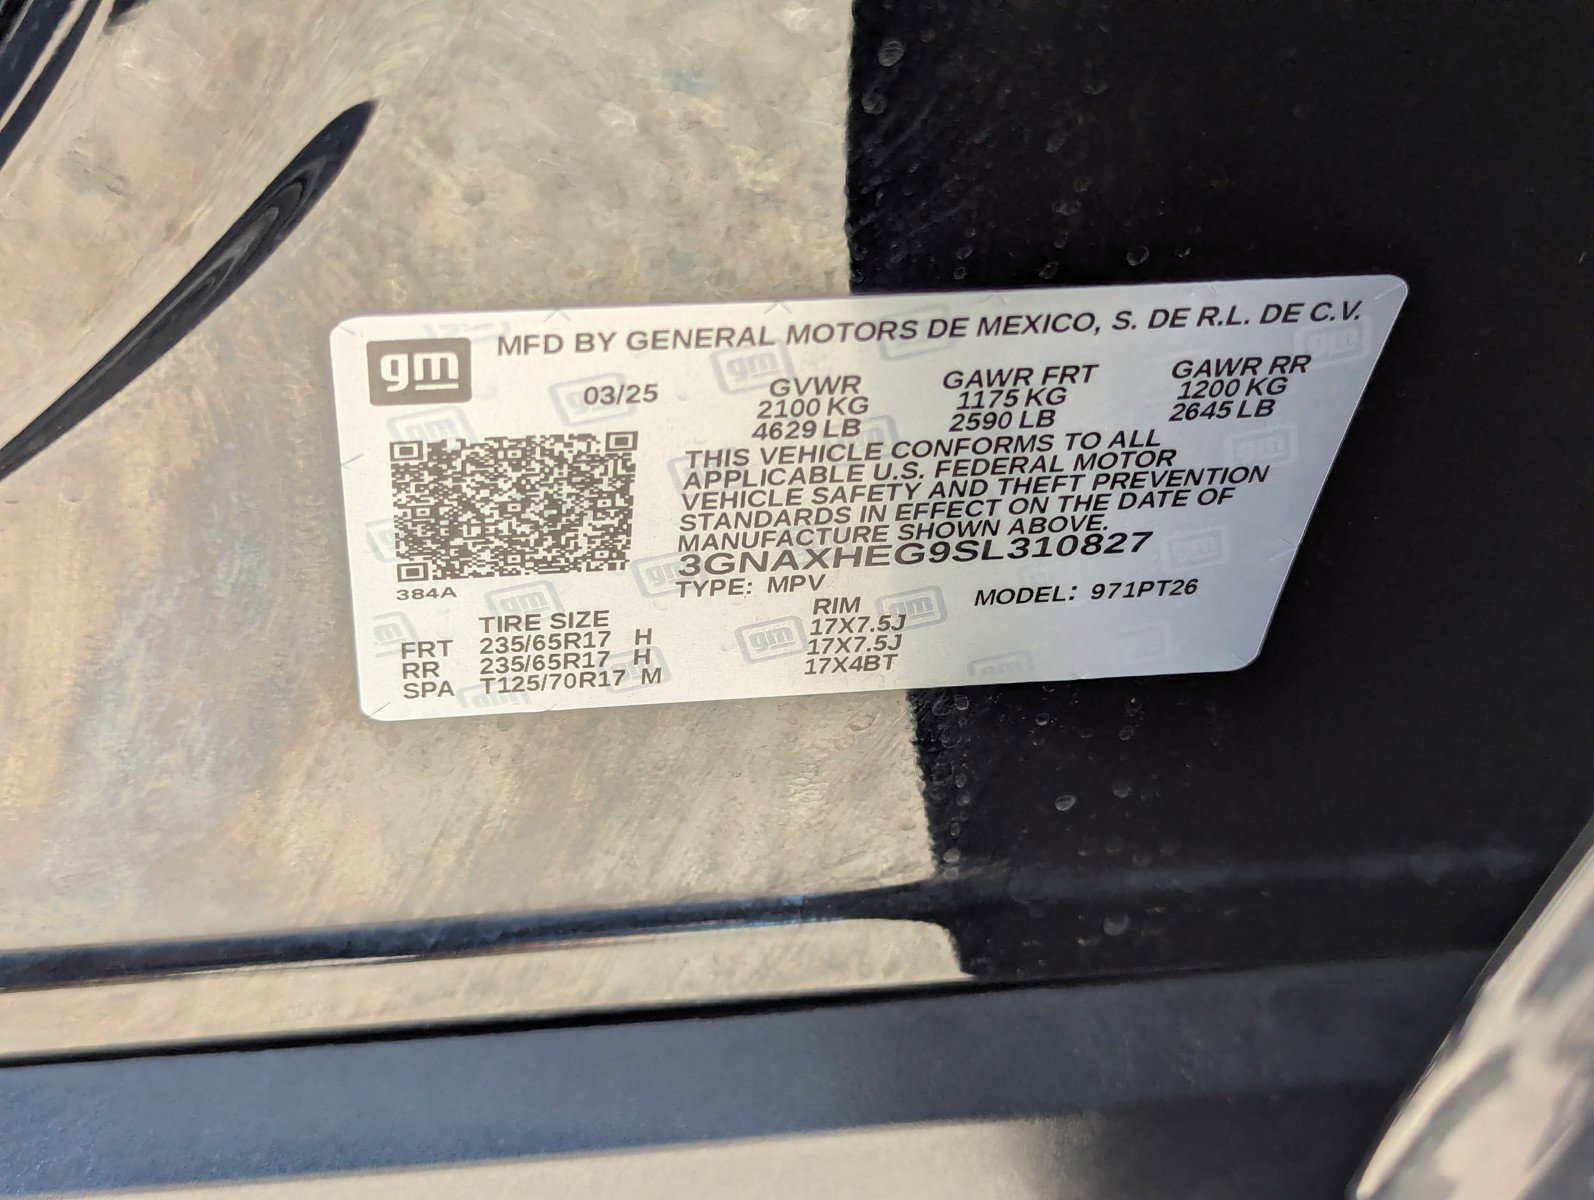 gm MFD BY GENERAL MOTORS DE MEXICO, S. DE R.L. DE C.V.
03/25 GVWR GAWR FRT GAWR RR
2100 KG 1175 KG 1200 KG
4629 LB 2590 LB 2645 LB
THIS VEHICLE CONFORMS TO ALL
APPLICABLE U.S. FEDERAL MOTOR
VEHICLE SAFETY AND THEFT PREVENTION
STANDARDS IN EFFECT ON THE DATE OF
MANUFACTURE SHOWN ABOVE.
3GNAXHEG9SL310827
384A
TYPE: MPV MODEL: 971PT26
TIRE SIZE RIM
FRT 235/65R17 H 17X7.5J
RR 235/65R17 H 17X7.5J
SPA T125/70R17 M 17X4BT